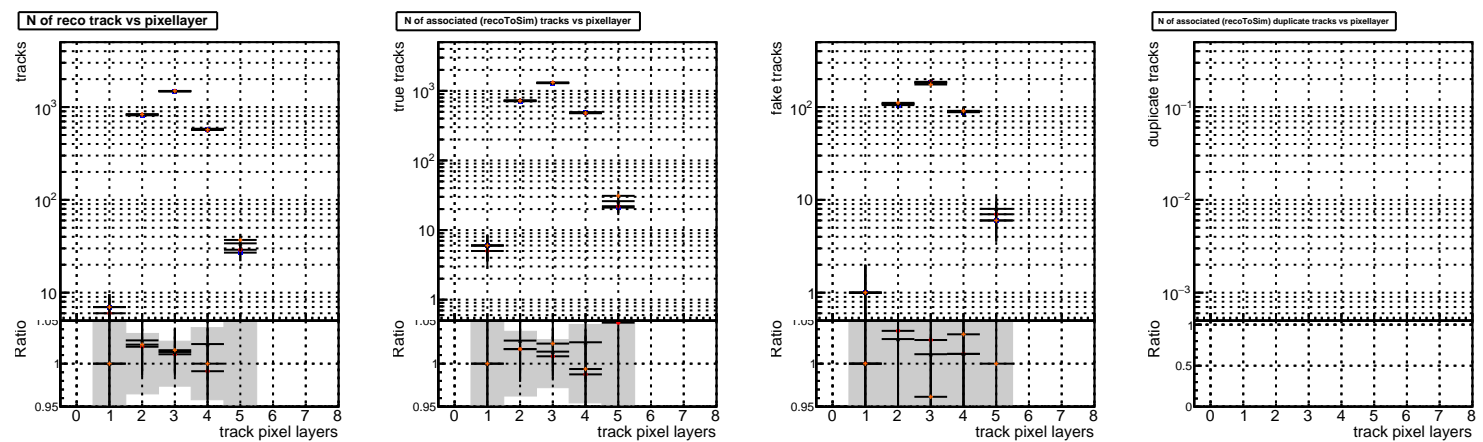 N of reco track vs pixellayer
tracks
10³
10²
10
1.05
Ratio
1
0.95
0 1 2 3 4 5 6 7 8
track pixel layers
N of associated (recoToSim) tracks vs pixellayer
true tracks
10³
10²
10
1
1.05
Ratio
1
0.95
0 1 2 3 4 5 6 7 8
track pixel layers
fake tracks
10²
10
1
1.05
Ratio
1
0.95
0 1 2 3 4 5 6 7 8
track pixel layers
N of associated (recoToSim) duplicate tracks vs pixellayer
duplicate tracks
10⁻¹
10⁻²
10⁻³
Ratio
1
0.5
0
0 1 2 3 4 5 6 7 8
track pixel layers